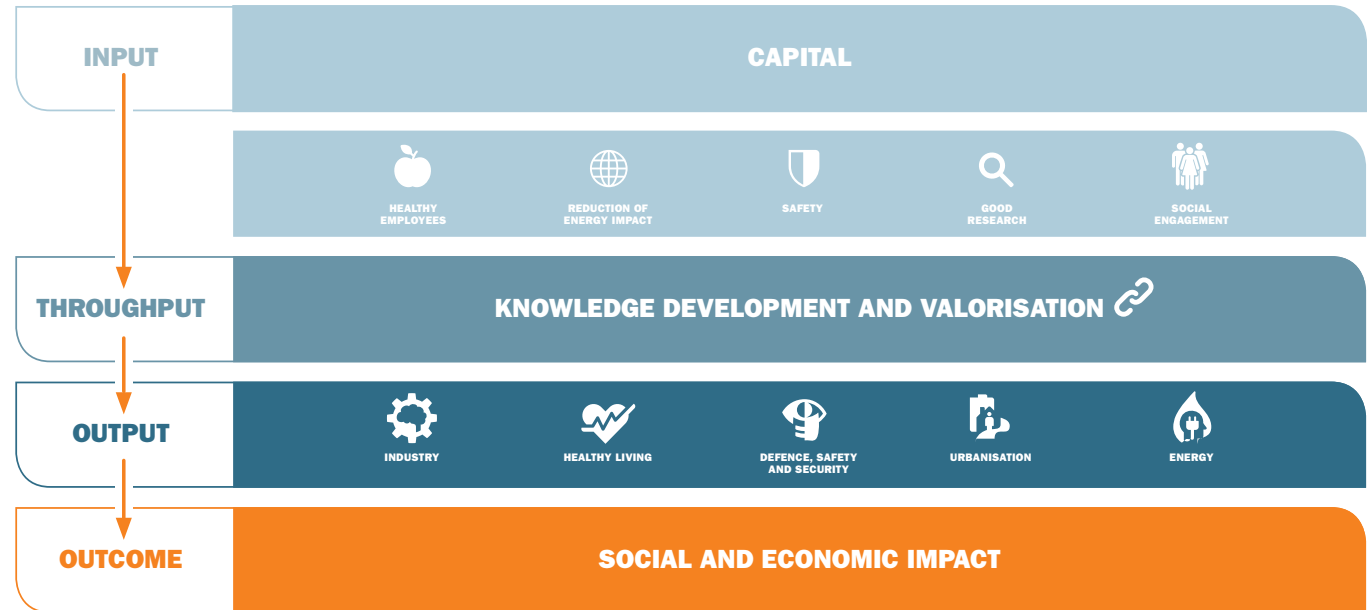 INPUT
CAPITAL
HEALTHY
EMPLOYEES
REDUCTION OF
ENERGY IMPACT
SAFETY
GOOD
RESEARCH
SOCIAL
ENGAGEMENT
THROUGHPUT
KNOWLEDGE DEVELOPMENT AND VALORISATION
OUTPUT
INDUSTRY
HEALTHY LIVING
DEFENCE, SAFETY
AND SECURITY
URBANISATION
ENERGY
OUTCOME
SOCIAL AND ECONOMIC IMPACT